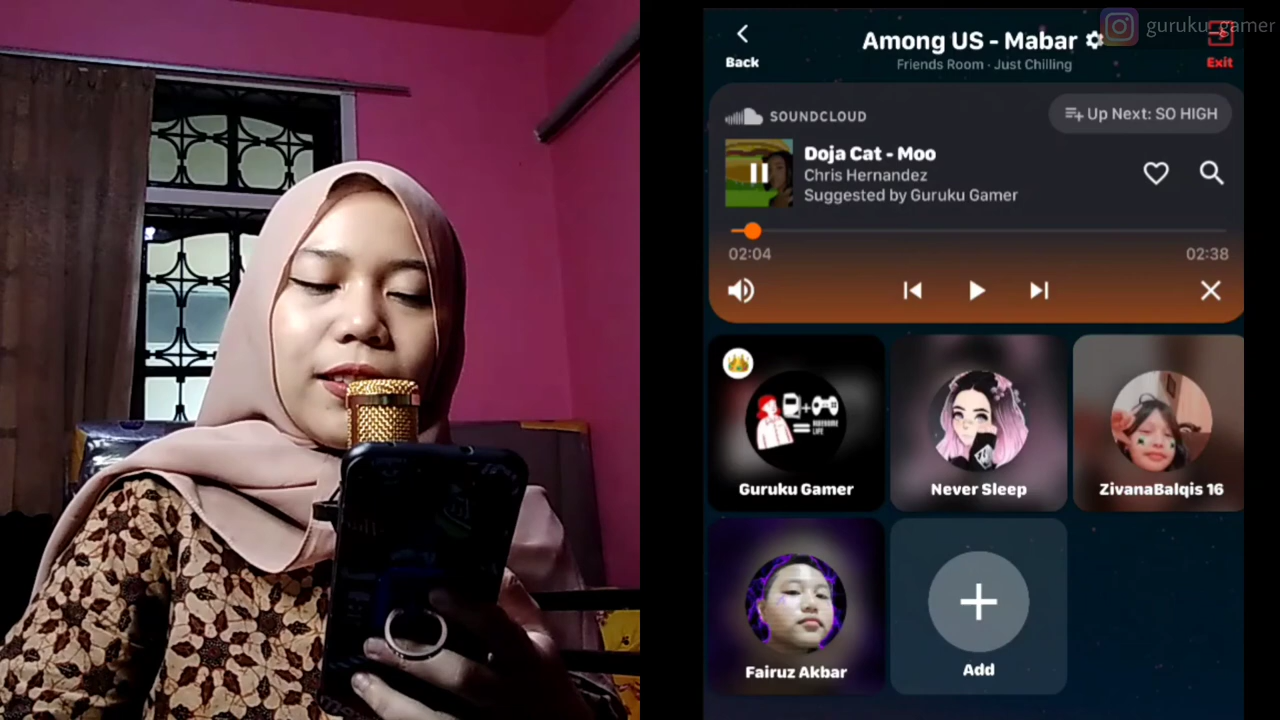 guruku_gamer
Back
Among US - Mabar
Exit
Friends Room · Just Chilling
SOUNDCLOUD
Up Next: SO HIGH
Doja Cat - Moo
Chris Hernandez
Suggested by Guruku Gamer
02:04
02:38
Guruku Gamer
Never Sleep
ZivanaBalqis 16
Fairuz Akbar
Add